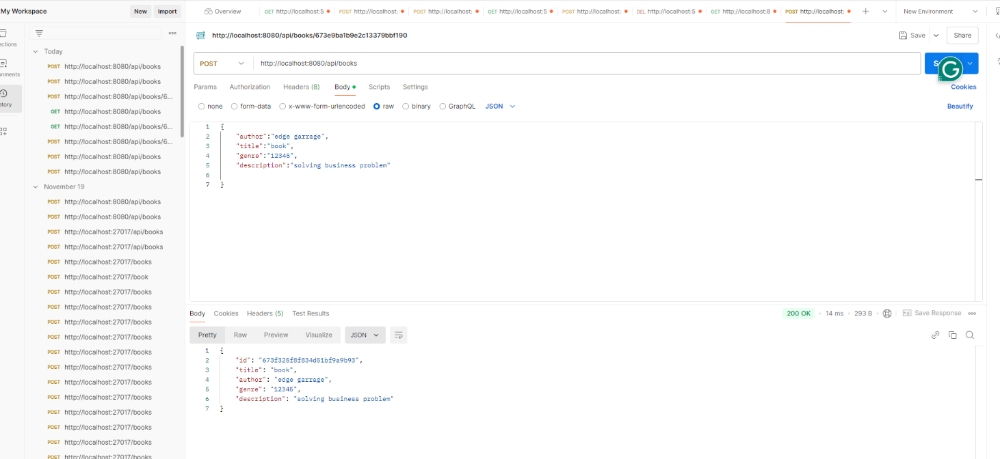 My Workspace New Import Overview GET http://localhost:5 POST http://localhost: POST http://localhost: GET http://localhost:5 POST http://localhost: DEL http://localhost:5 GET http://localhost:8 POST http://localhost: New Environment
HTTP http://localhost:8080/api/books/673e9ba1b9e2c13379bbf190 Save Share
ections
onments
story
Today
POST http://localhost:8080/api/books
POST http://localhost:8080/api/books
POST http://localhost:8080/api/books/6...
GET http://localhost:8080/api/books
GET http://localhost:8080/api/books/6...
POST http://localhost:8080/api/books/6...
POST http://localhost:8080/api/books
POST http://localhost:8080/api/books
November 19
POST http://localhost:8080/api/books
POST http://localhost:8080/api/books
POST http://localhost:27017/api/books
POST http://localhost:27017/api/books
POST http://localhost:27017/books
POST http://localhost:27017/book
POST http://localhost:27017/books
POST http://localhost:27017/books
POST http://localhost:27017/books
POST http://localhost:27017/books
POST http://localhost:27017/books
POST http://localhost:27017/books
POST http://localhost:27017/books
POST http://localhost:27017/books
POST http://localhost:27017/books
POST http://localhost:27017/books
POST http://localhost:27017/books
POST http://localhost:27017/books
POST http://localhost:8080/api/books S G
Params Authorization Headers (8) Body Scripts Settings Cookies
none form-data x-www-form-urlencoded raw binary GraphQL JSON Beautify
1 {
2 "author":"edge garrage",
3 "title":"book",
4 "genre":"12345",
5 "description":"solving business problem"
6
7 }
Body Cookies Headers (5) Test Results 200 OK 14 ms 293 B Save Response
Pretty Raw Preview Visualize JSON
1 {
2 "id": "673f325f8f834d51bf9a9b93",
3 "title": "book",
4 "author": "edge garrage",
5 "genre": "12345",
6 "description": "solving business problem"
7 }